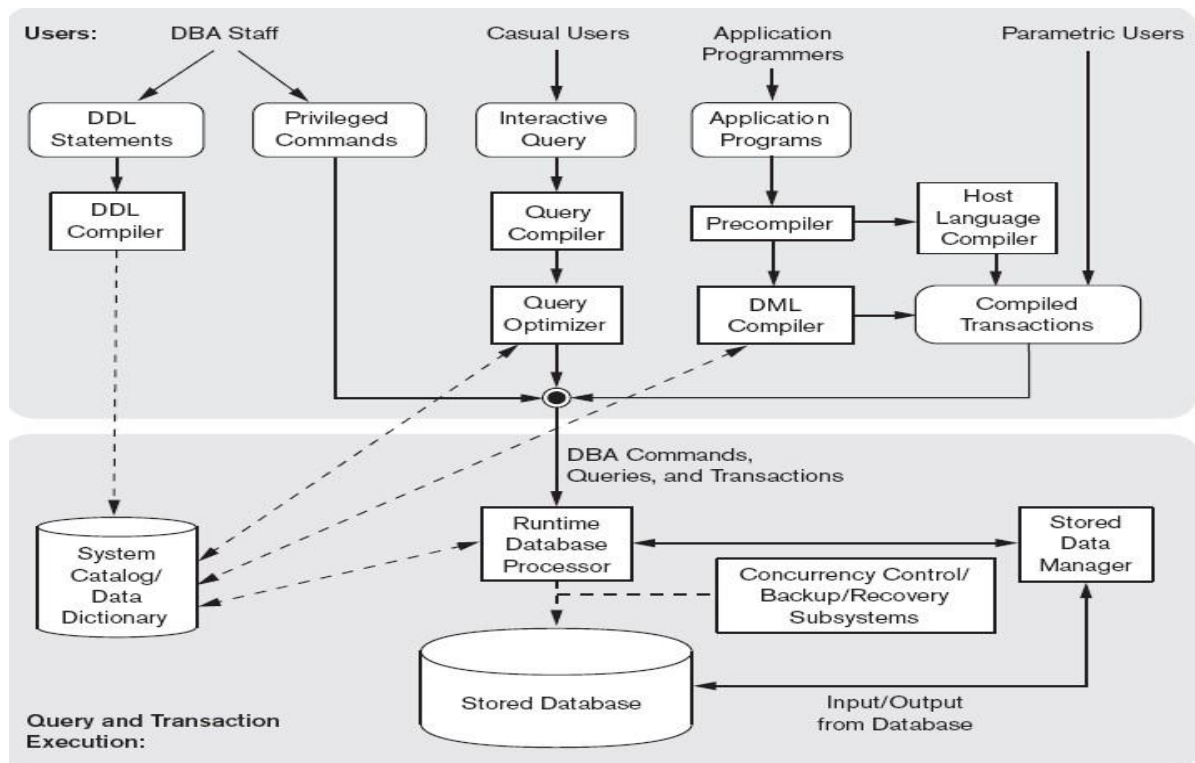 Users:
DBA Staff
Casual Users
Application
Programmers
Parametric Users
DDL
Statements
Privileged
Commands
Interactive
Query
Application
Programs
DDL
Compiler
Query
Compiler
Precompiler
Host
Language
Compiler
Query
Optimizer
DML
Compiler
Compiled
Transactions
DBA Commands,
Queries, and Transactions
System
Catalog/
Data
Dictionary
Runtime
Database
Processor
Stored
Data
Manager
Concurrency Control/
Backup/Recovery
Subsystems
Stored Database
Input/Output
from Database
Query and Transaction
Execution: